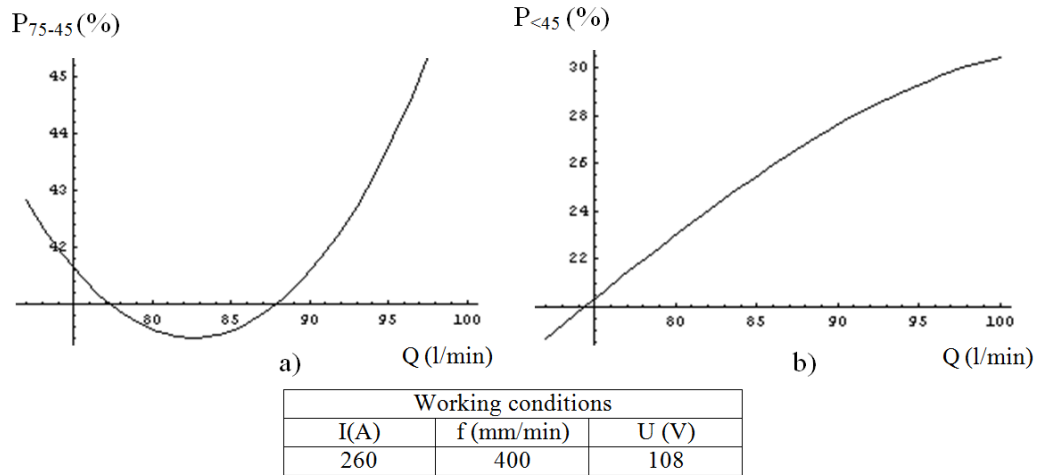 P75-45 (%)
45
44
43
42
80 85 90 95 100
Q (l/min)
a)
P<45 (%)
30
28
26
24
22
80 85 90 95 100
Q (l/min)
b)
Working conditions
I(A) f (mm/min) U (V)
260 400 108